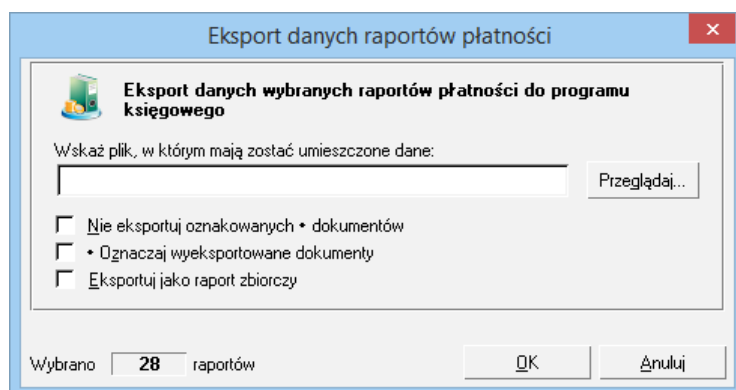 Eksport danych raportów płatności
Eksport danych wybranych raportów płatności do programu
księgowego
Wskaż plik, w którym mają zostać umieszczone dane:
Przeglądaj...
Nie eksportuj oznakowanych • dokumentów
• Oznaczaj wyeksportowane dokumenty
Eksportuj jako raport zbiorczy
Wybrano 28 raportów
OK
Anuluj